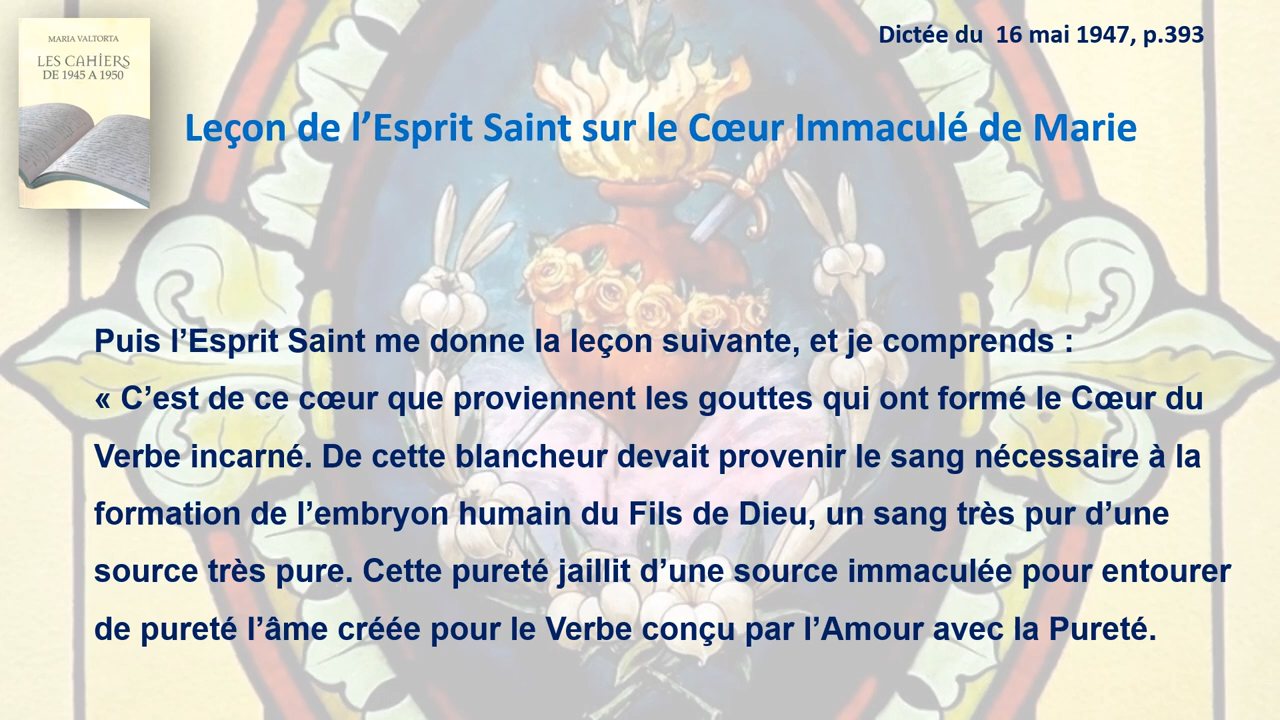 MARIA VALTORTA
LES CAHIERS
DE 1945 A 1950
Dictée du 16 mai 1947, p.393
Leçon de l’Esprit Saint sur le Cœur Immaculé de Marie
Puis l’Esprit Saint me donne la leçon suivante, et je comprends :
« C’est de ce cœur que proviennent les gouttes qui ont formé le Cœur du
Verbe incarné. De cette blancheur devait provenir le sang nécessaire à la
formation de l’embryon humain du Fils de Dieu, un sang très pur d’une
source très pure. Cette pureté jaillit d’une source immaculée pour entourer
de pureté l’âme créée pour le Verbe conçu par l’Amour avec la Pureté.